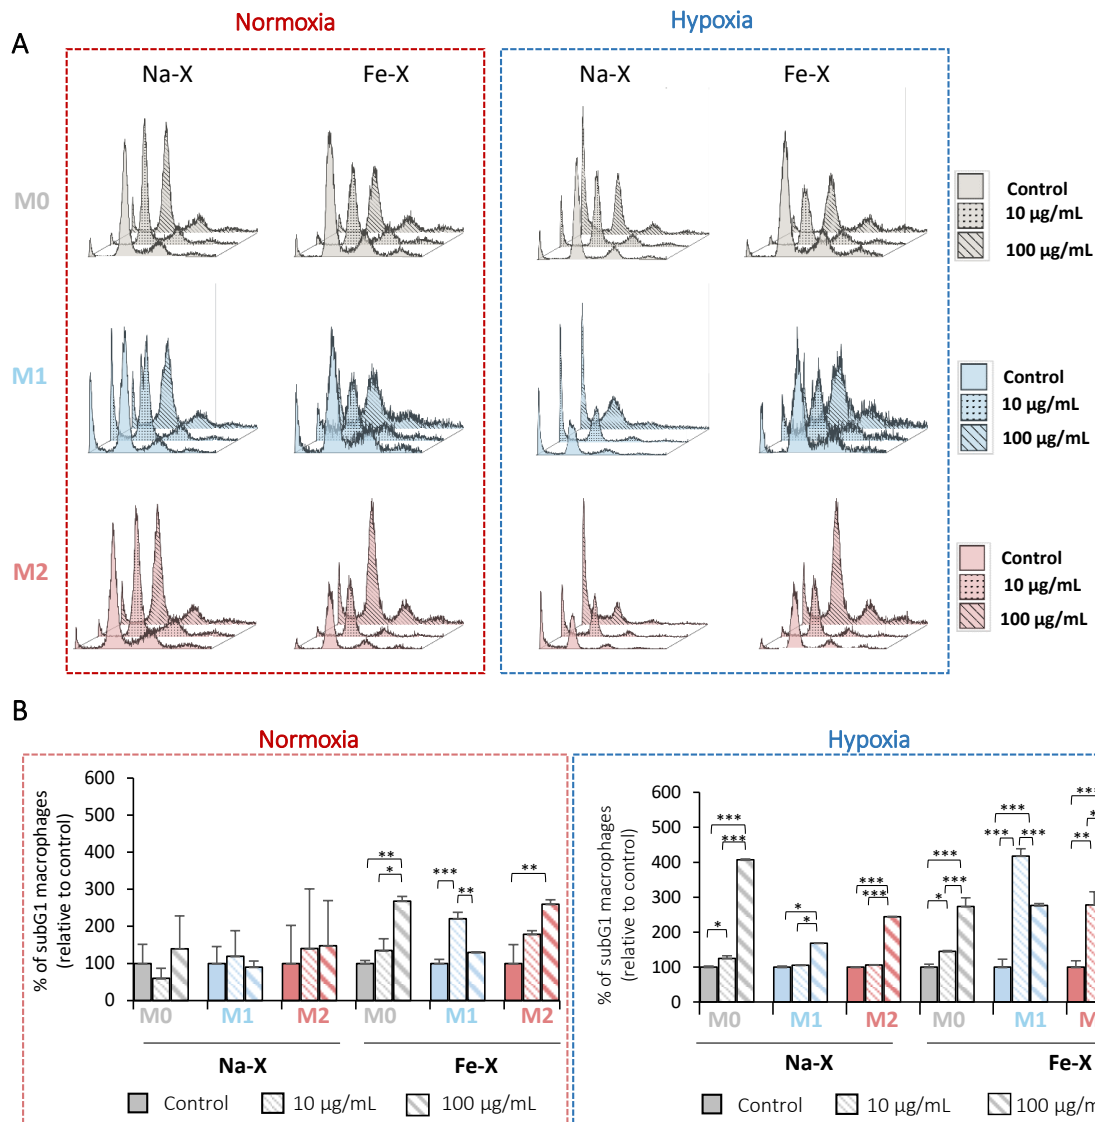 A
Normoxia
Hypoxia
Na-X
Fe-X
Na-X
Fe-X
M0
Control
10 µg/mL
100 µg/mL
M1
Control
10 µg/mL
100 µg/mL
M2
Control
10 µg/mL
100 µg/mL
B
Normoxia
Hypoxia
% of subG1 macrophages
(relative to control)
600
500
400
300
200
100
0
** 
*
***
**
**
M0 M1 M2 M0 M1 M2
Na-X Fe-X
Control 10 µg/mL 100 µg/mL
% of subG1 macrophages
(relative to control)
600
500
400
300
200
100
0
***
***
*
*
*
***
***
***
***
*
***
*** ***
***
*
**
M0 M1 M2 M0 M1 M
Na-X Fe-X
Control 10 µg/mL 100 µg/m